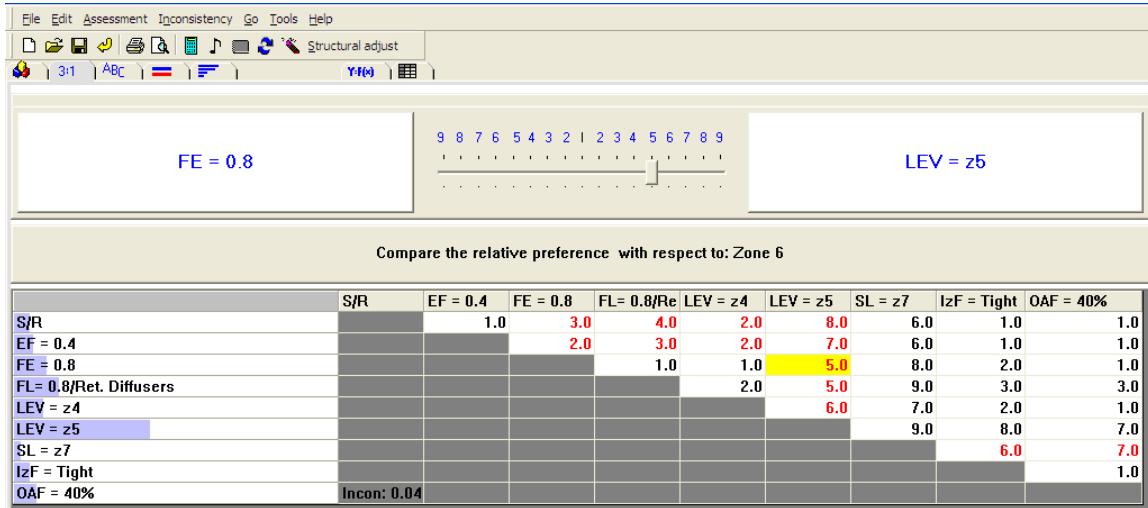 File Edit Assessment Inconsistency Go Tools Help
Structural adjust
3:1 ABC Y=F(x)
9 8 7 6 5 4 3 2 1 2 3 4 5 6 7 8 9
FE = 0.8 LEV = z5
Compare the relative preference with respect to: Zone 6
S/R EF = 0.4 FE = 0.8 FL= 0.8/Re LEV = z4 LEV = z5 SL = z7 IzF = Tight OAF = 40%
S/R 1.0 3.0 4.0 2.0 8.0 6.0 1.0 1.0
EF = 0.4 2.0 3.0 2.0 7.0 6.0 1.0 1.0
FE = 0.8 1.0 1.0 5.0 8.0 2.0 1.0
FL= 0.8/Ret. Diffusers 2.0 5.0 9.0 3.0 3.0
LEV = z4 6.0 7.0 2.0 1.0
LEV = z5 9.0 8.0 7.0
SL = z7 6.0 7.0
IzF = Tight 1.0
OAF = 40% Incon: 0.04